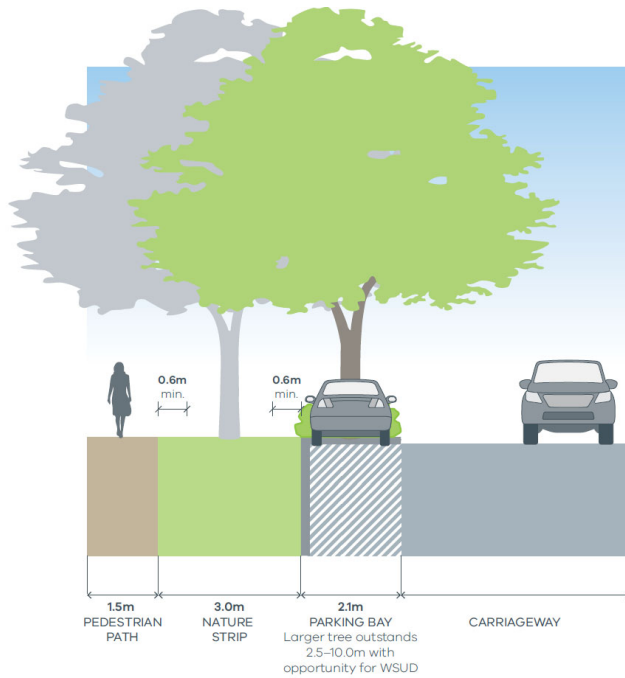 0.6m
min.
0.6m
min.
1.5m
PEDESTRIAN
PATH
3.0m
NATURE
STRIP
2.1m
PARKING BAY
Larger tree outstands
2.5–10.0m with
opportunity for WSUD
CARRIAGEWAY